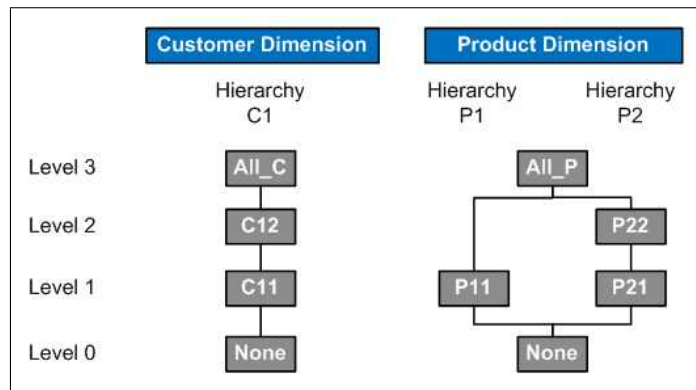 Customer Dimension Product Dimension
Hierarchy C1 Hierarchy P1 Hierarchy P2
Level 3 All_C All_P
Level 2 C12 P22
Level 1 C11 P11 P21
Level 0 None None